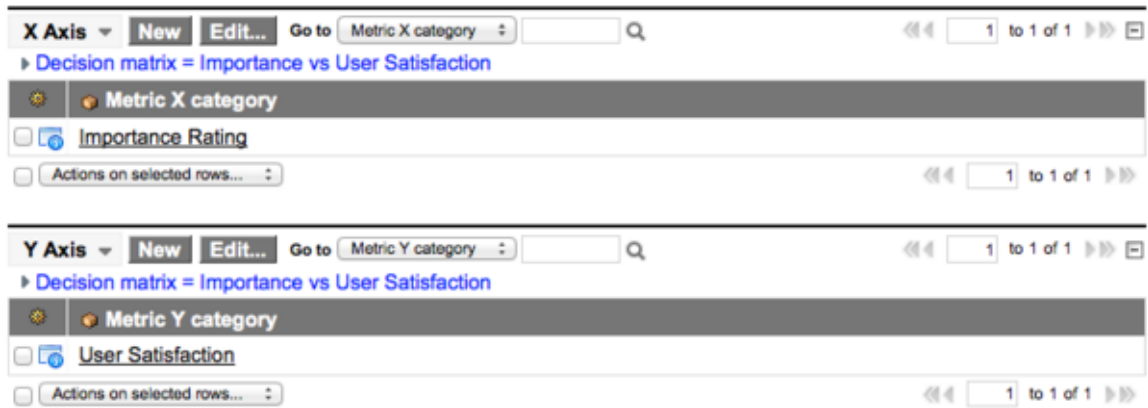 X Axis New Edit... Go to Metric X category 1 to 1 of 1
Decision matrix = Importance vs User Satisfaction
Metric X category
Importance Rating
Actions on selected rows... 1 to 1 of 1
Y Axis New Edit... Go to Metric Y category 1 to 1 of 1
Decision matrix = Importance vs User Satisfaction
Metric Y category
User Satisfaction
Actions on selected rows... 1 to 1 of 1